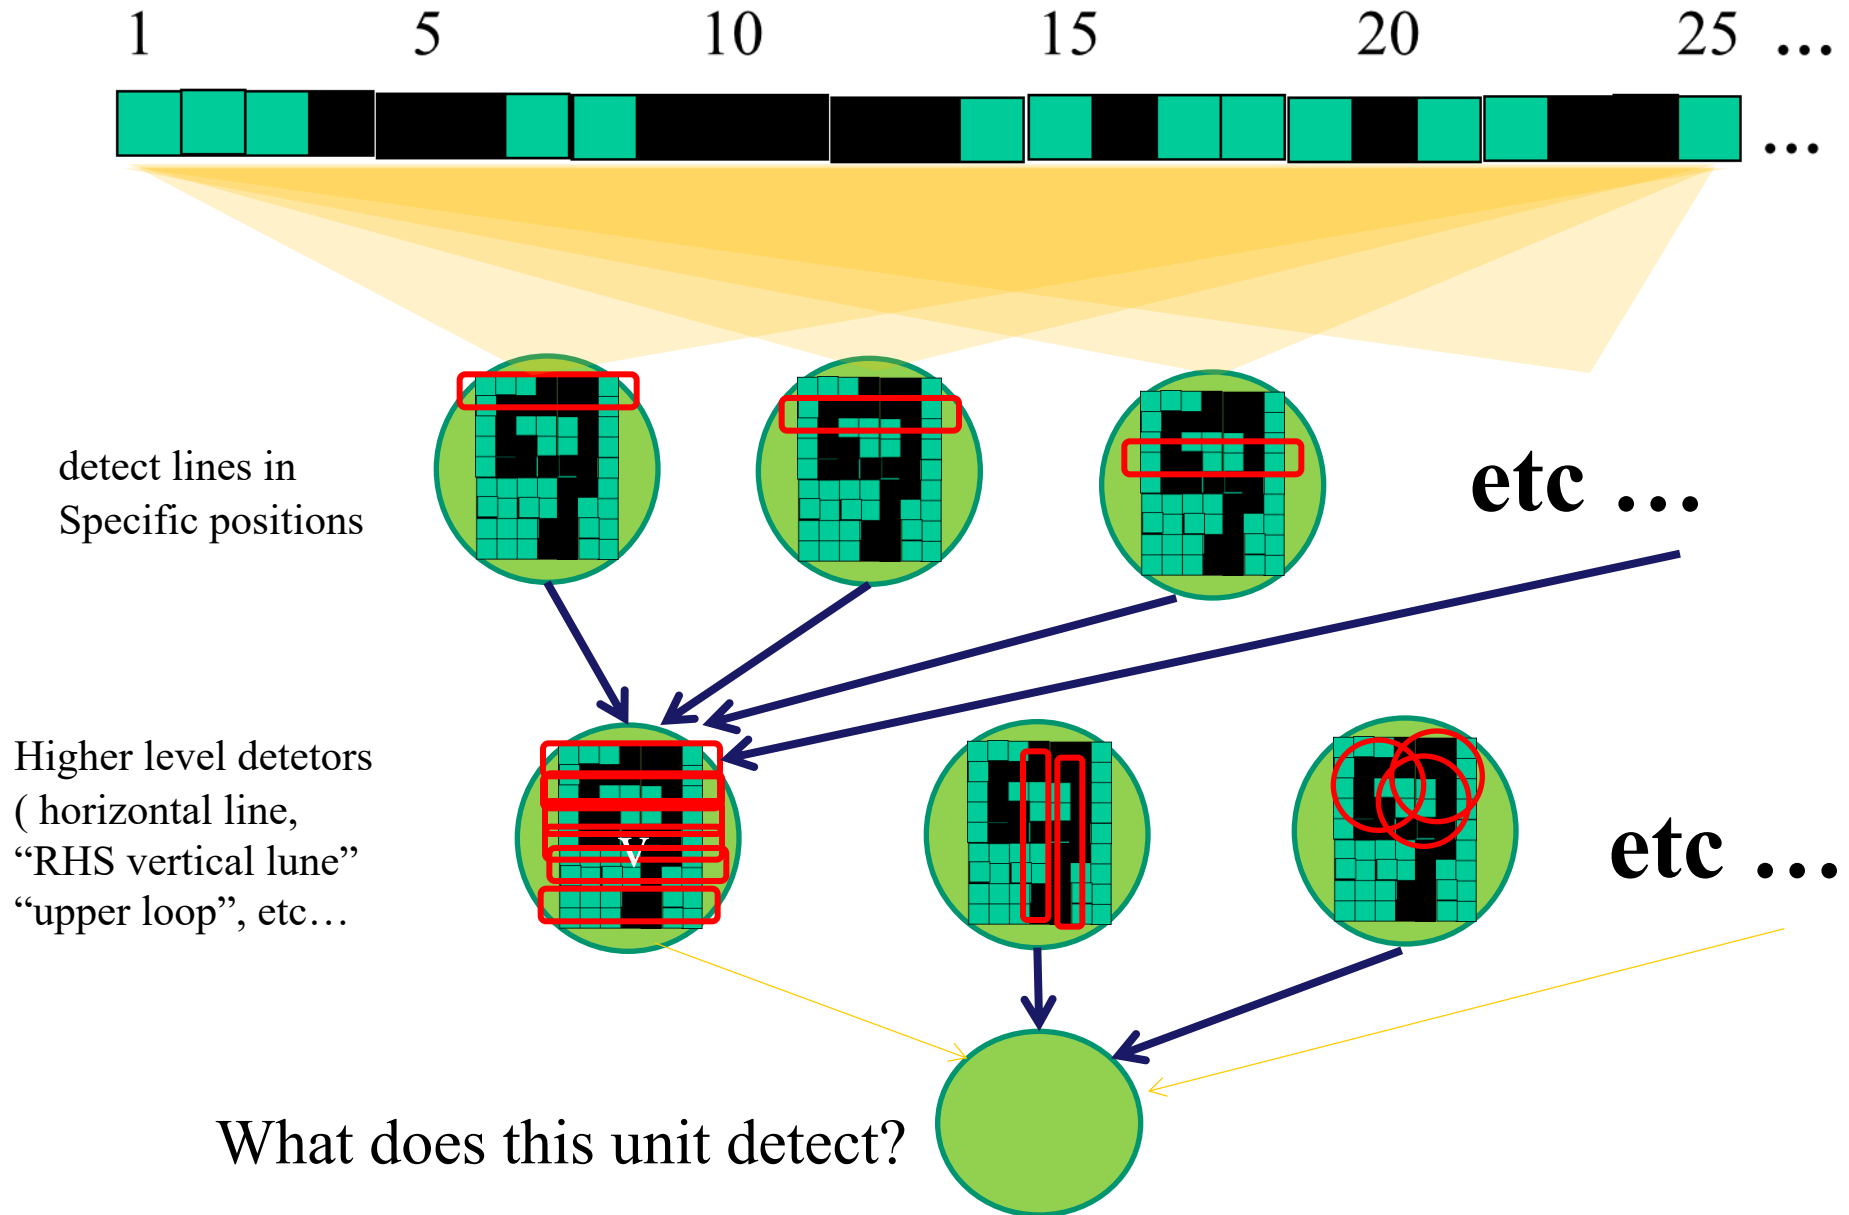 1 5 10 15 20 25 ...
...
detect lines in
Specific positions
etc ...
Higher level detetors
( horizontal line,
“RHS vertical lune”
“upper loop”, etc…
v
etc ...
What does this unit detect?